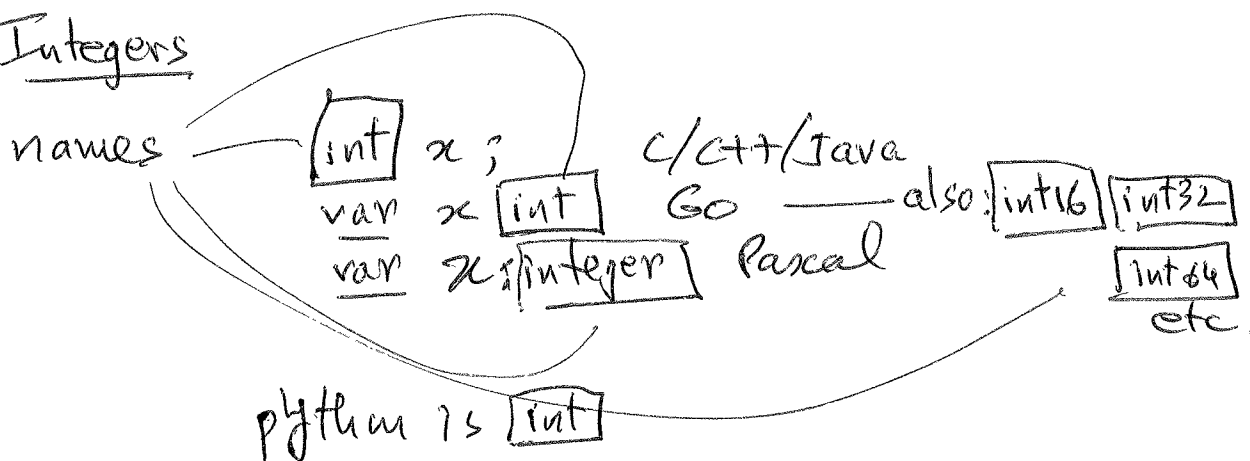 Integers
names
int x; C/C++/Java
var x int Go — also: int16 int32
var x: integer Pascal int64
etc.
python is int